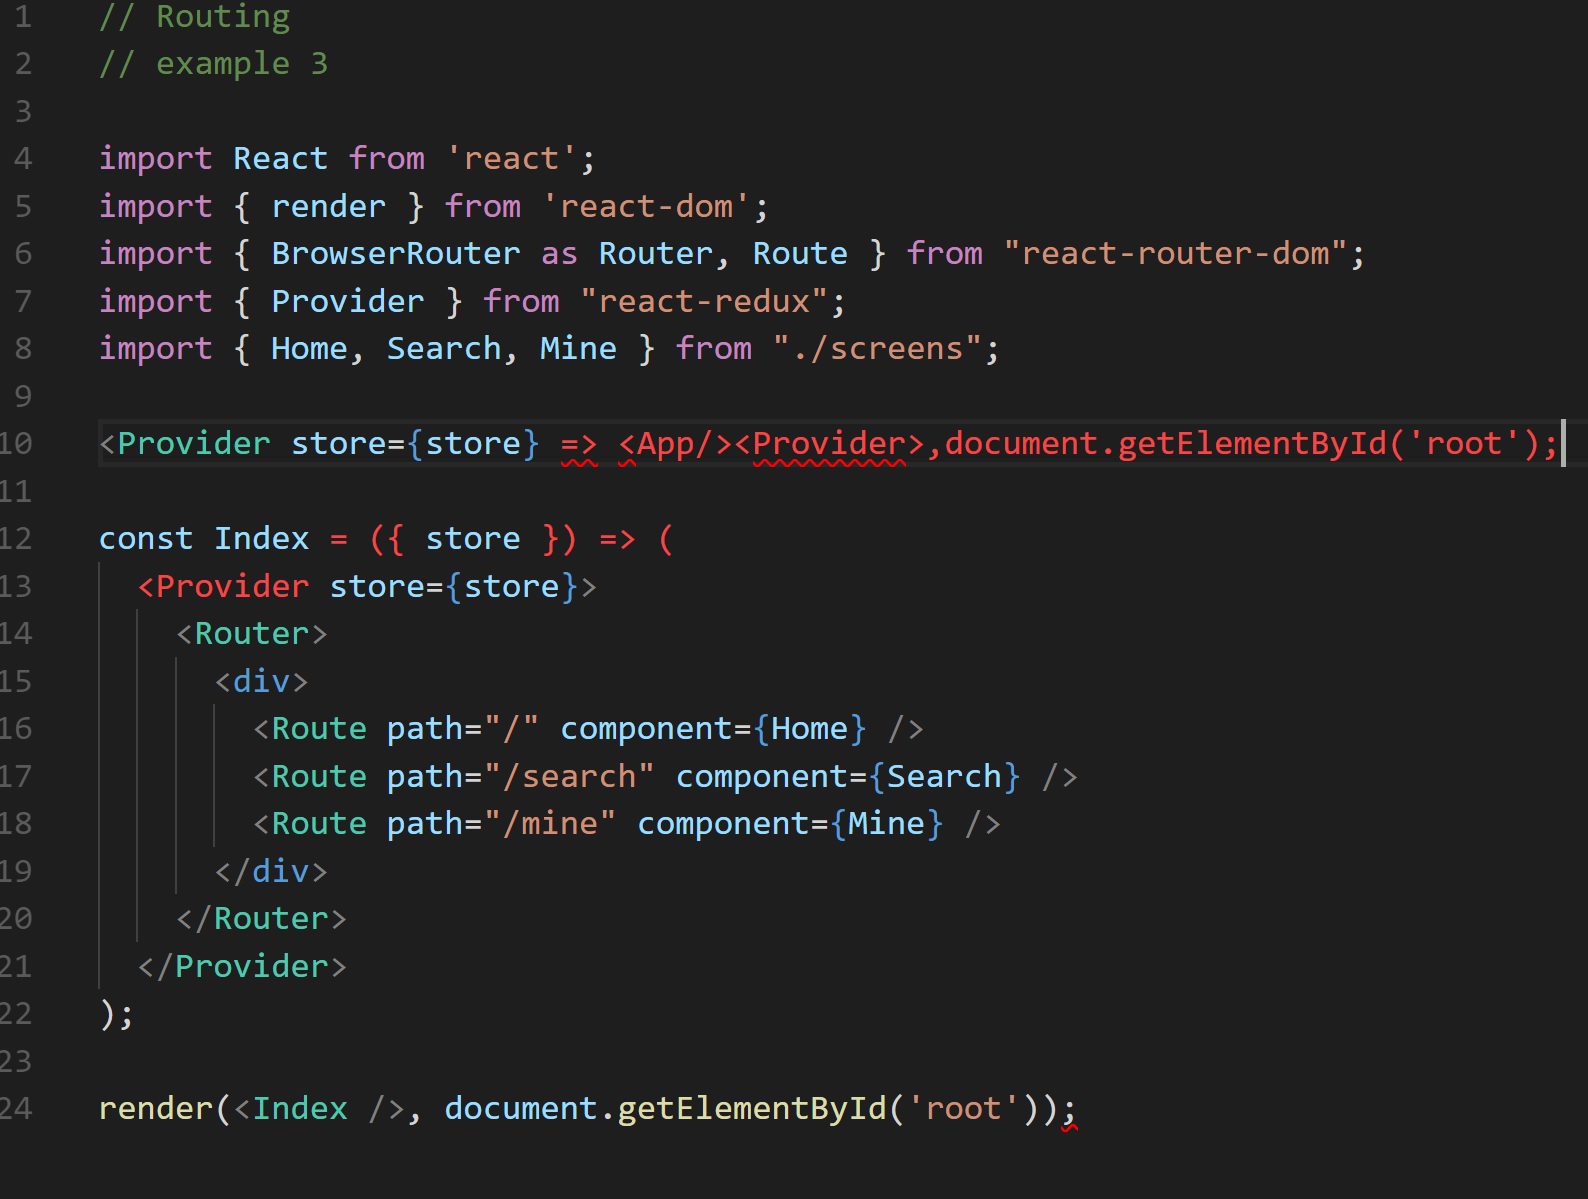 1 // Routing
2 // example 3
3
4 import React from 'react';
5 import { render } from 'react-dom';
6 import { BrowserRouter as Router, Route } from "react-router-dom";
7 import { Provider } from "react-redux";
8 import { Home, Search, Mine } from "./screens";
9
10 <Provider store={store} => <App/><Provider>,document.getElementById('root');
11
12 const Index = ({ store }) => (
13   <Provider store={store}>
14     <Router>
15       <div>
16         <Route path="/" component={Home} />
17         <Route path="/search" component={Search} />
18         <Route path="/mine" component={Mine} />
19       </div>
20     </Router>
21   </Provider>
22 );
23
24 render(<Index />, document.getElementById('root'));